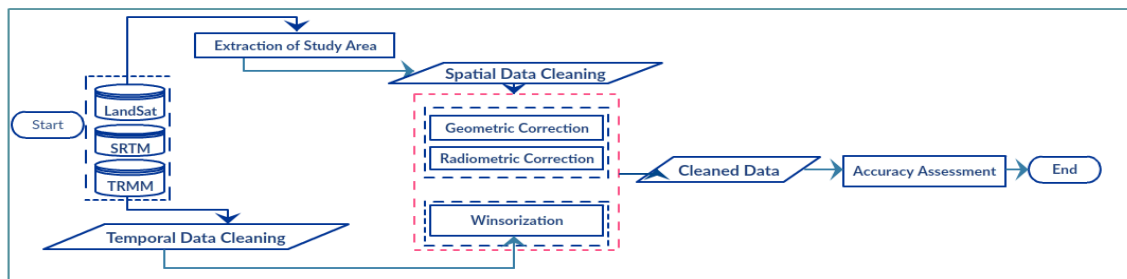 Extraction of Study Area
Spatial Data Cleaning
LandSat
Start
SRTM
TRMM
Geometric Correction
Radiometric Correction
Cleaned Data
Accuracy Assessment
End
Winsorization
Temporal Data Cleaning